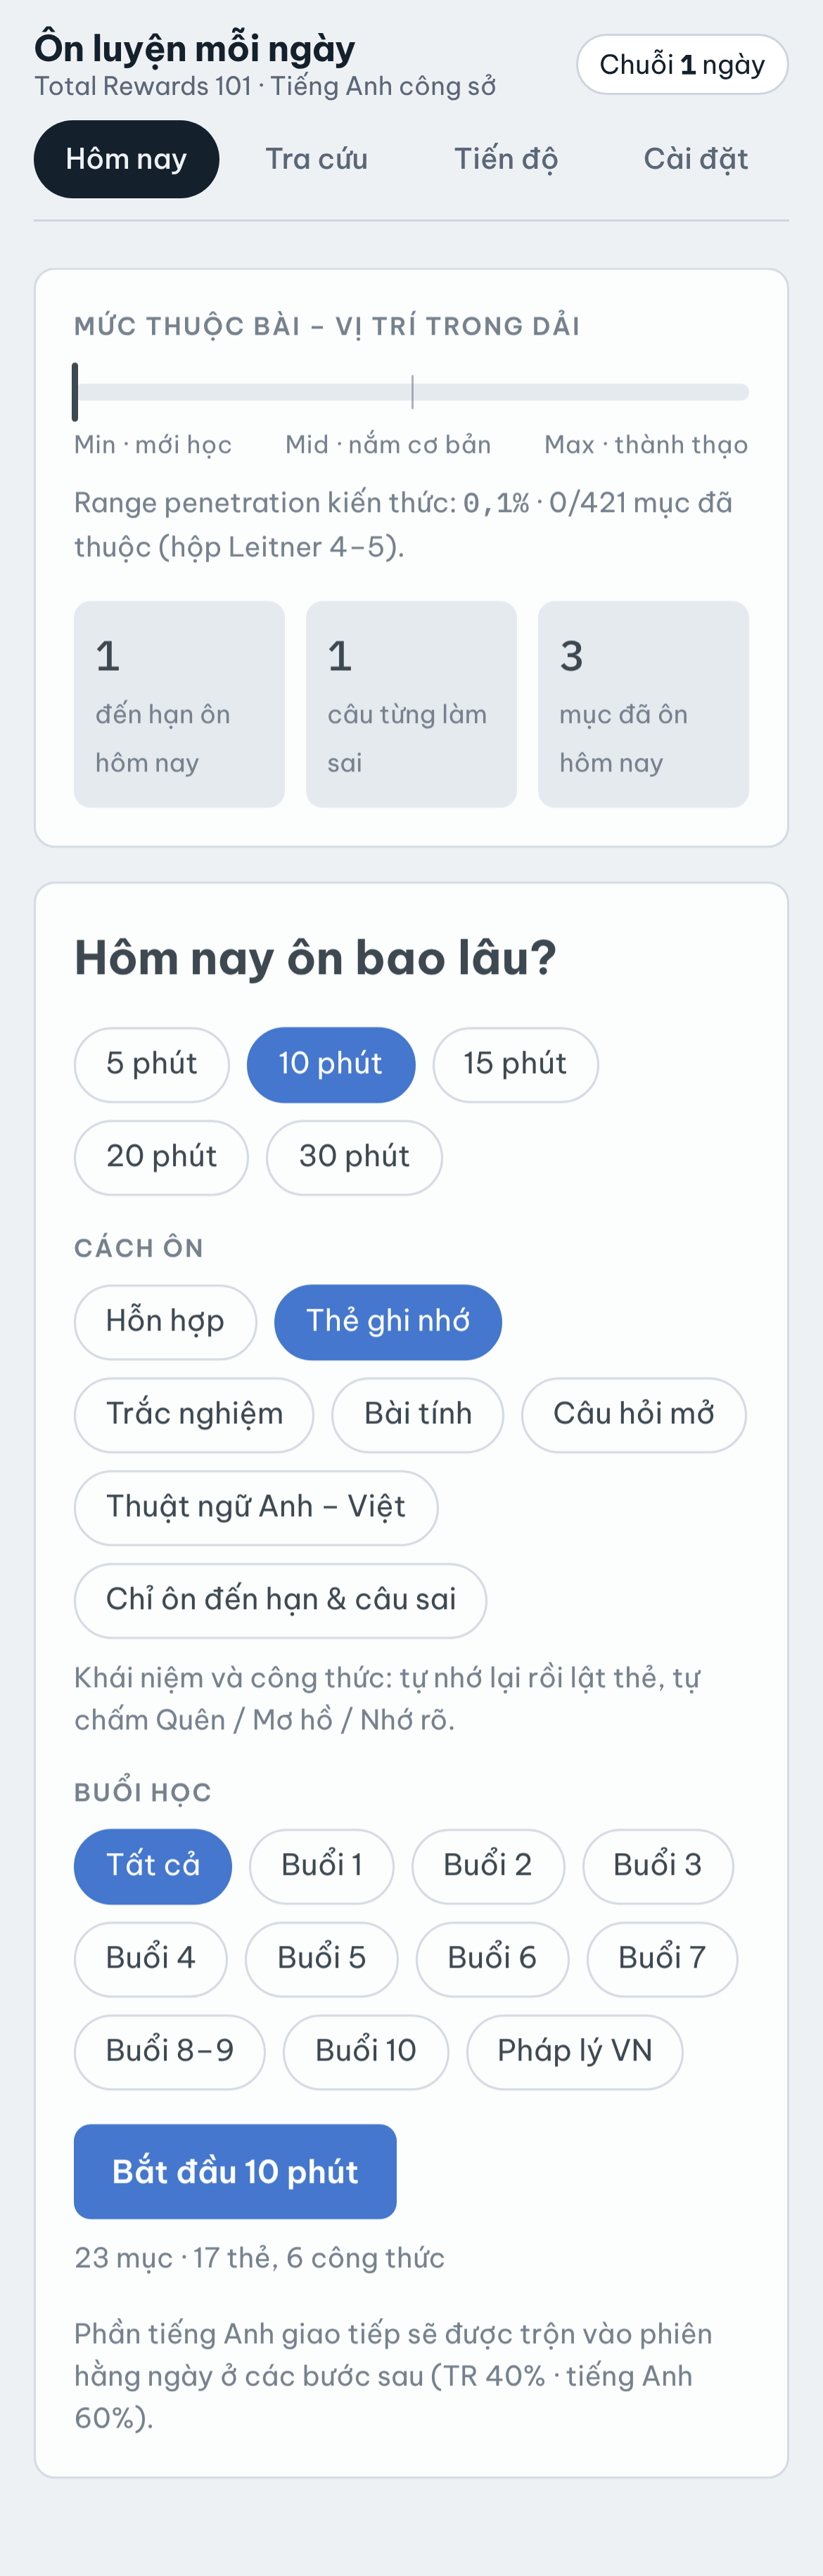 Ôn luyện mỗi ngày
Total Rewards 101 · Tiếng Anh công sở
Chuỗi 1 ngày
Hôm nay
Tra cứu
Tiến độ
Cài đặt
MỨC THUỘC BÀI – VỊ TRÍ TRONG DẢI
Min · mới học
Mid · nắm cơ bản
Max · thành thạo
Range penetration kiến thức: 0,1% · 0/421 mục đã
thuộc (hộp Leitner 4–5).
1
đến hạn ôn
hôm nay
1
câu từng làm
sai
3
mục đã ôn
hôm nay
Hôm nay ôn bao lâu?
5 phút
10 phút
15 phút
20 phút
30 phút
CÁCH ÔN
Hỗn hợp
Thẻ ghi nhớ
Trắc nghiệm
Bài tính
Câu hỏi mở
Thuật ngữ Anh – Việt
Chỉ ôn đến hạn & câu sai
Khái niệm và công thức: tự nhớ lại rồi lật thẻ, tự
chấm Quên / Mơ hồ / Nhớ rõ.
BUỔI HỌC
Tất cả
Buổi 1
Buổi 2
Buổi 3
Buổi 4
Buổi 5
Buổi 6
Buổi 7
Buổi 8–9
Buổi 10
Pháp lý VN
Bắt đầu 10 phút
23 mục · 17 thẻ, 6 công thức
Phần tiếng Anh giao tiếp sẽ được trộn vào phiên
hằng ngày ở các bước sau (TR 40% · tiếng Anh
60%).